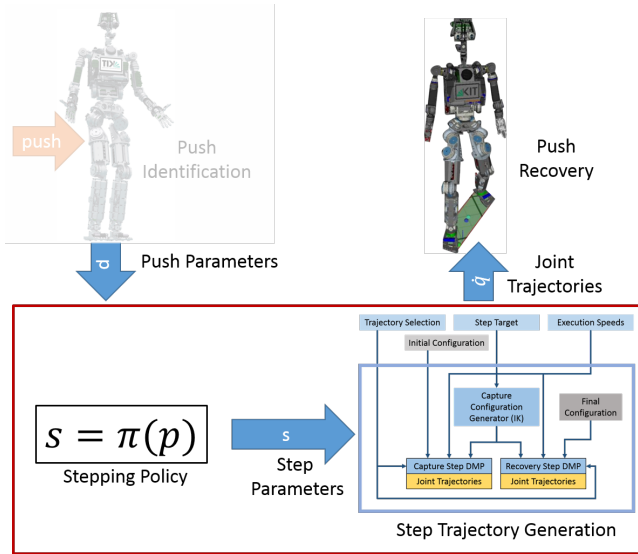 push
Push
Identification
KIT
Push
Recovery
p
Push Parameters
q̇
Joint
Trajectories
Trajectory Selection
Step Target
Execution Speeds
Initial Configuration
Capture
Configuration
Generator (IK)
Final
Configuration
s = π(p)
Stepping Policy
s
Step
Parameters
Capture Step DMP
Joint Trajectories
Recovery Step DMP
Joint Trajectories
Step Trajectory Generation